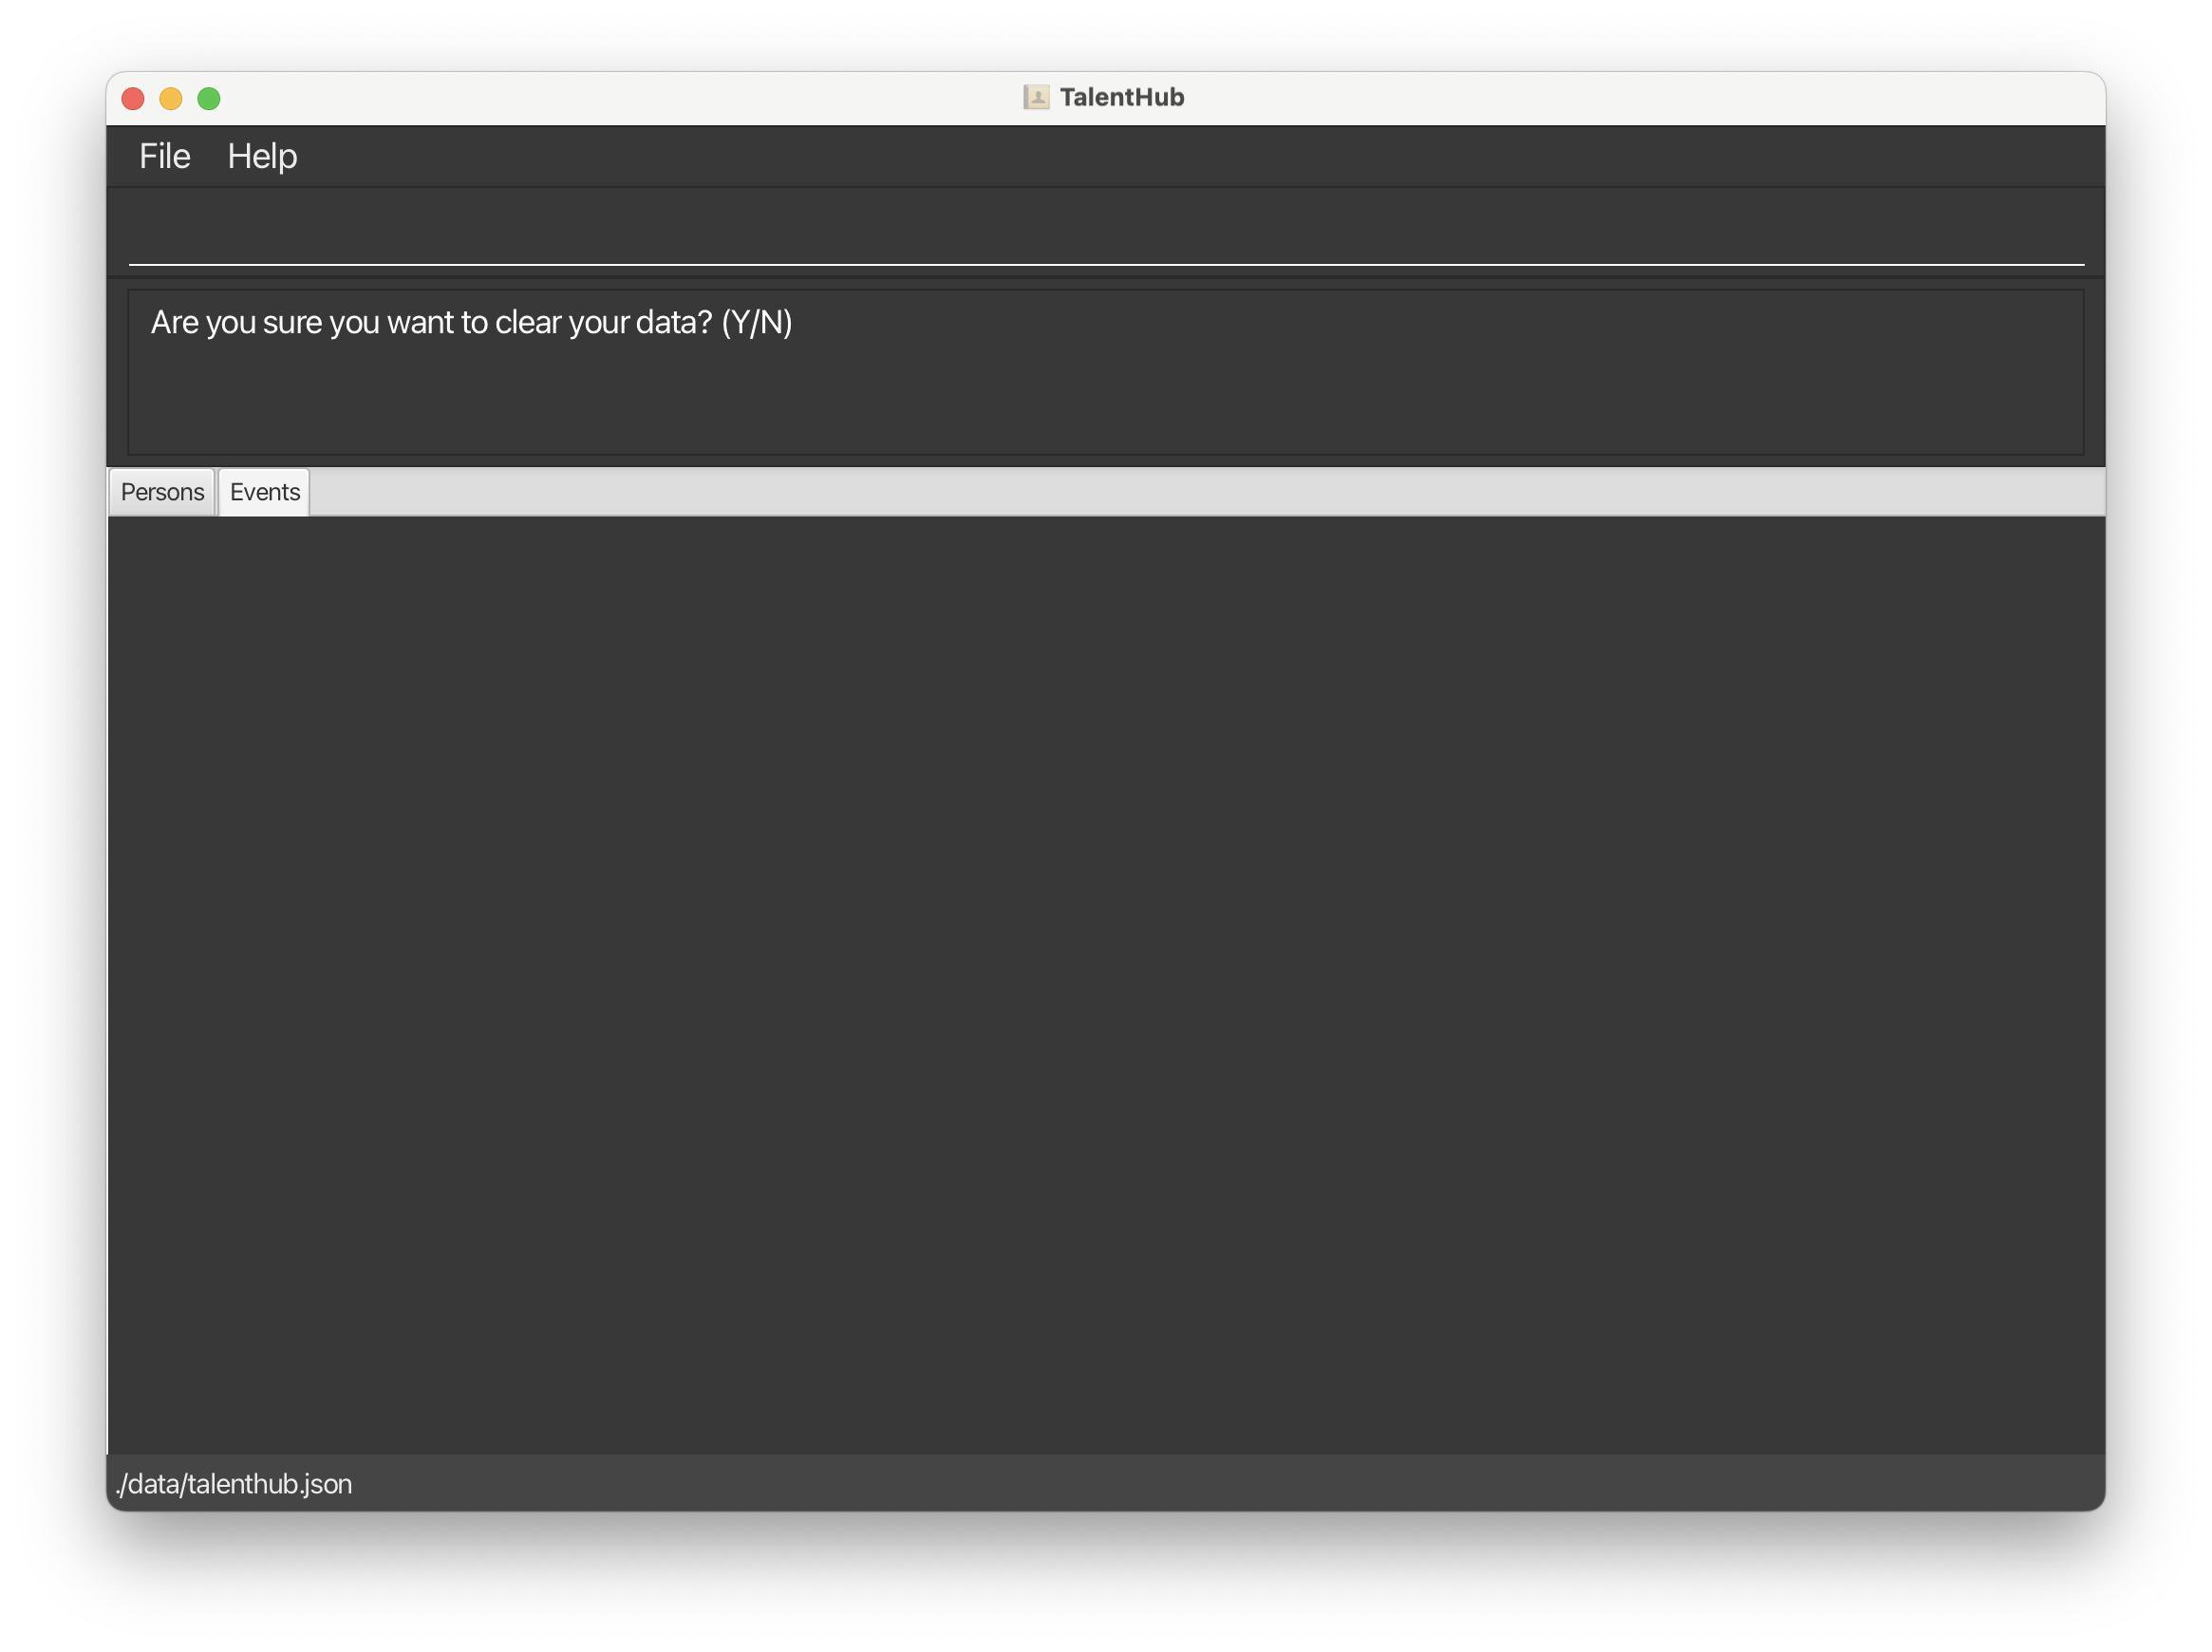 TalentHub
File Help
Are you sure you want to clear your data? (Y/N)
Persons Events
./data/talenthub.json